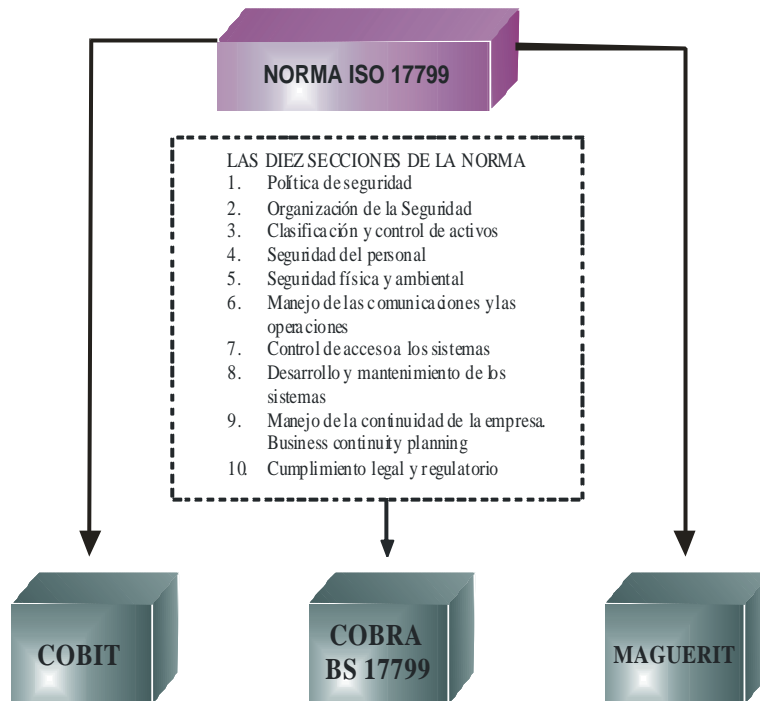 NORMA ISO 17799
LAS DIEZ SECCIONES DE LA NORMA
1. Política de seguridad
2. Organización de la Seguridad
3. Clasificación y control de activos
4. Seguridad del personal
5. Seguridad física y ambiental
6. Manejo de las comunicaciones y las
operaciones
7. Control de acceso a los sistemas
8. Desarrollo y mantenimiento de los
sistemas
9. Manejo de la continuidad de la empresa.
Business continuity planning
10. Cumplimiento legal y regulatorio
COBIT
COBRA
BS 17799
MAGUERIT